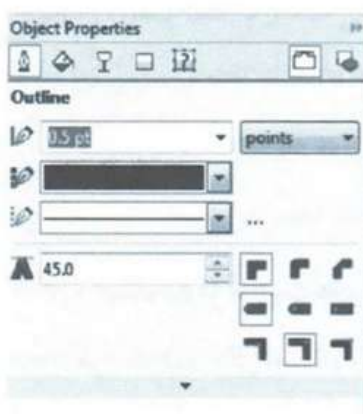 Object Properties
Outline
0.5 pt points
...
45.0